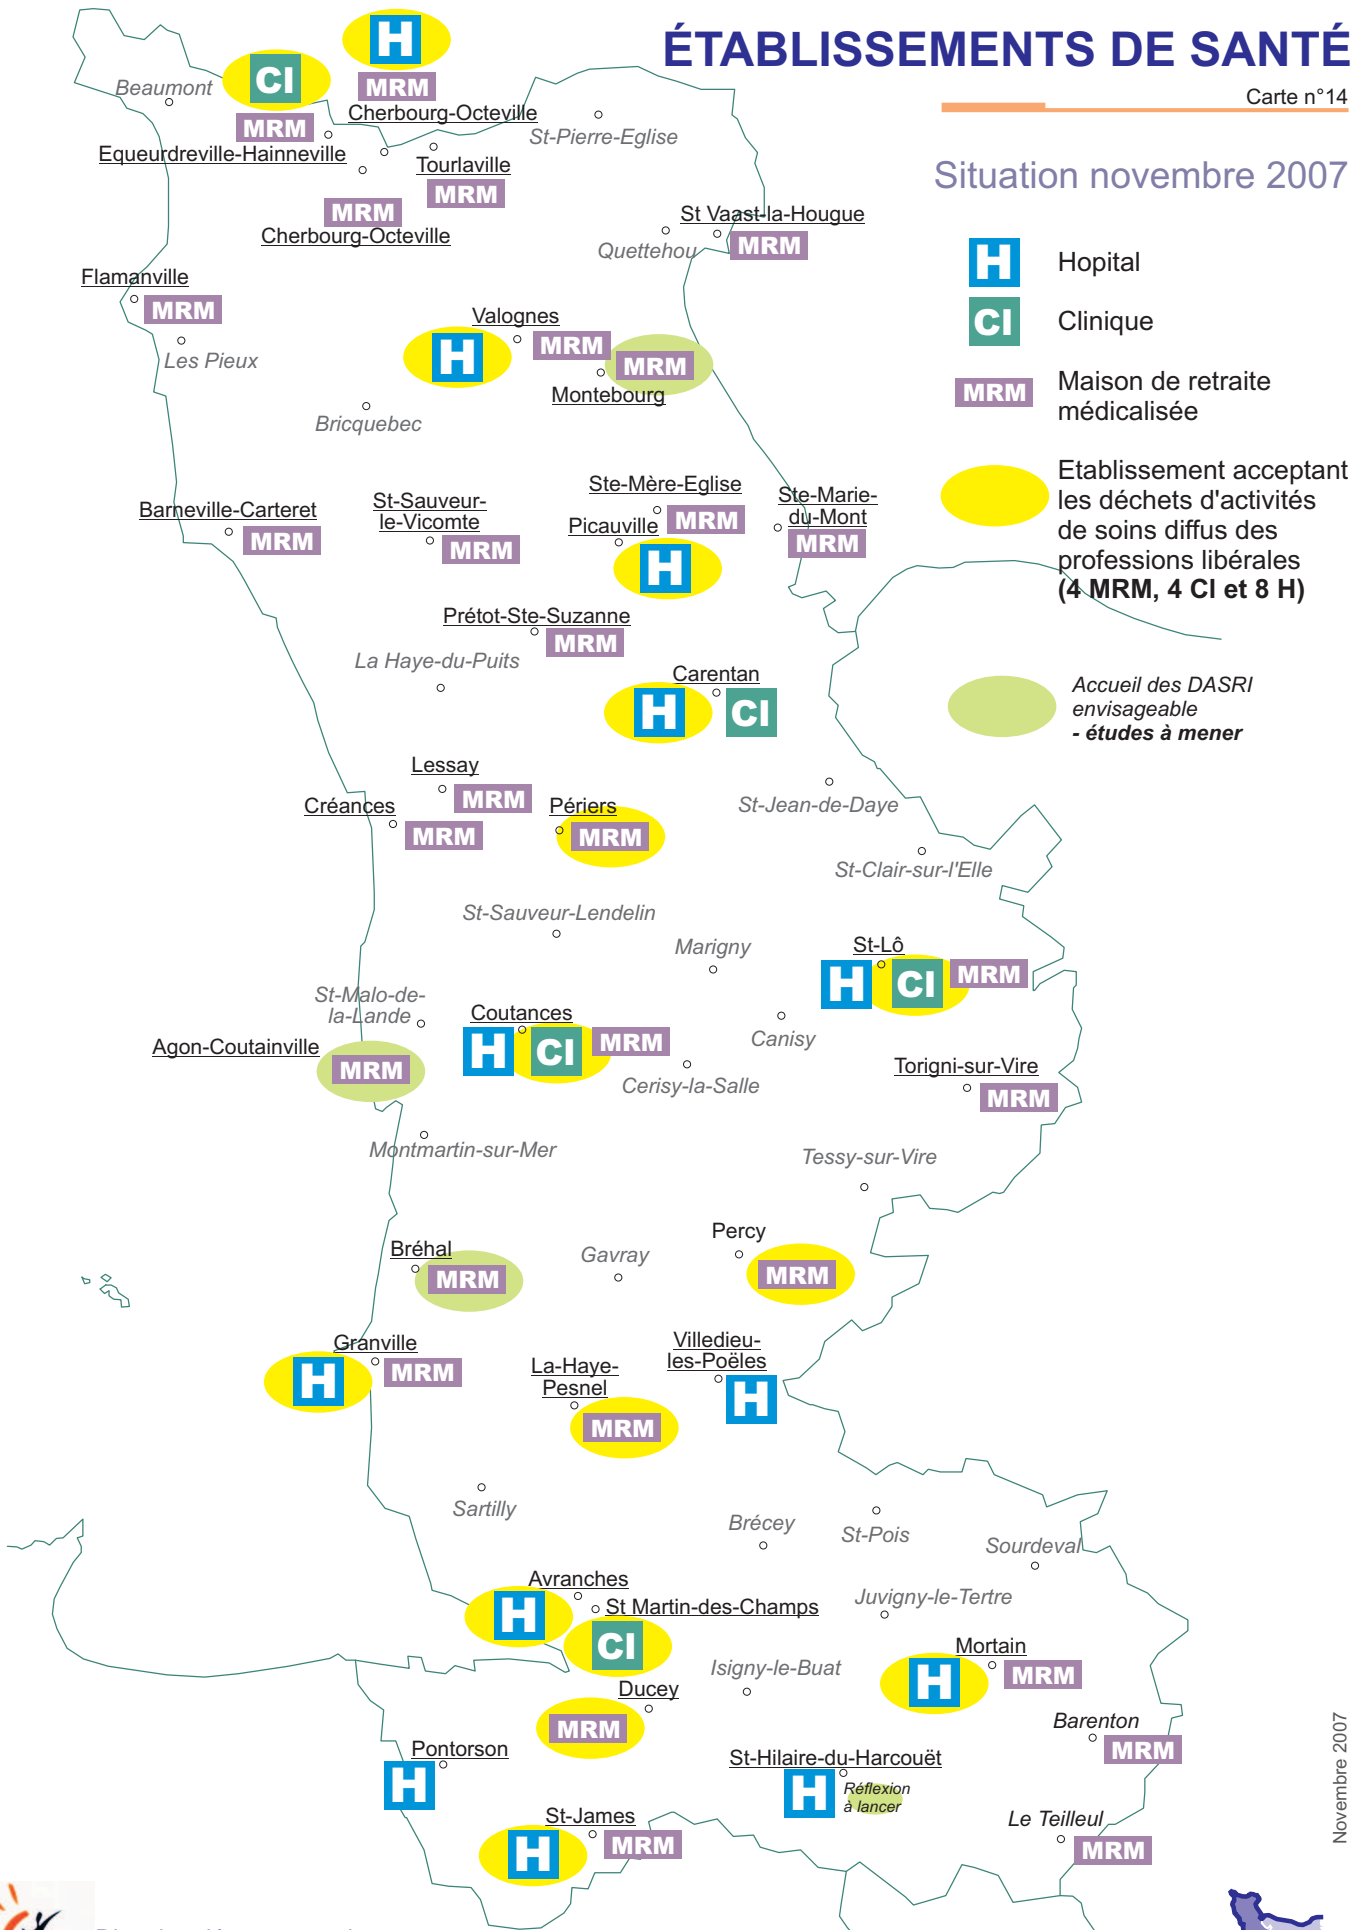 ÉTABLISSEMENTS DE SANTÉ
Carte n°14
Situation novembre 2007
H Hopital
CI Clinique
MRM Maison de retraite
médicalisée
Etablissement acceptant
les déchets d'activités
de soins diffus des
professions libérales
(4 MRM, 4 CI et 8 H)
Accueil des DASRI
envisageable
- études à mener
H
CI
MRM
Beaumont
MRM
Cherbourg-Octeville
St-Pierre-Eglise
Equeurdreville-Hainneville
Tourlaville
MRM
MRM
Cherbourg-Octeville
St Vaast-la-Hougue
MRM
Quettehou
Flamanville
MRM
Les Pieux
Valognes
H
MRM
MRM
Montebourg
Bricquebec
Barneville-Carteret
MRM
St-Sauveur-
le-Vicomte
MRM
Ste-Mère-Eglise
MRM
Picauville
H
Ste-Marie-
du-Mont
MRM
Prétot-Ste-Suzanne
MRM
La Haye-du-Puits
Carentan
H
CI
Lessay
MRM
Créances
MRM
Périers
MRM
St-Jean-de-Daye
St-Clair-sur-l'Elle
St-Sauveur-Lendelin
Marigny
St-Lô
H
CI
MRM
St-Malo-de-
la-Lande
Coutances
H
CI
MRM
Canisy
Agon-Coutainville
MRM
Cerisy-la-Salle
Torigni-sur-Vire
MRM
Montmartin-sur-Mer
Tessy-sur-Vire
Bréhal
MRM
Gavray
Percy
MRM
Granville
H
MRM
La-Haye-
Pesnel
MRM
Villedieu-
les-Poëles
H
Sartilly
Brécey
St-Pois
Sourdeval
Avranches
H
St Martin-des-Champs
CI
Juvigny-le-Tertre
Isigny-le-Buat
Mortain
H
MRM
Ducey
MRM
Barenton
MRM
Pontorson
H
St-Hilaire-du-Harcouët
H
Réflexion
à lancer
St-James
H
MRM
Le Teilleul
MRM
Novembre 2007